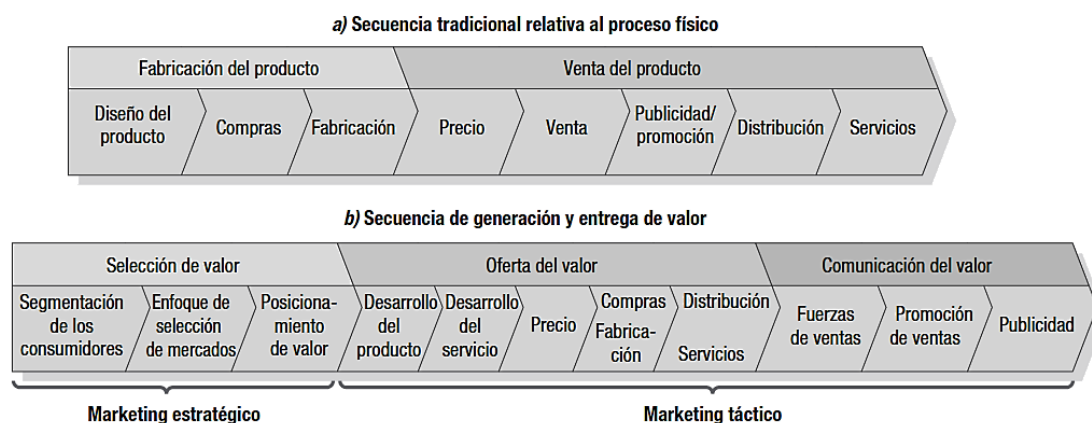 a) Secuencia tradicional relativa al proceso físico
Fabricación del producto
Venta del producto
Diseño del
producto
Compras
Fabricación
Precio
Venta
Publicidad/
promoción
Distribución
Servicios
b) Secuencia de generación y entrega de valor
Selección de valor
Oferta del valor
Comunicación del valor
Segmentación
de los
consumidores
Enfoque de
selección
de mercados
Posiciona-
miento
de valor
Desarrollo
del
producto
Desarrollo
del
servicio
Precio
Compras
Fabrica-
ción
Distribución
Servicios
Fuerzas
de ventas
Promoción
de ventas
Publicidad
Marketing estratégico
Marketing táctico